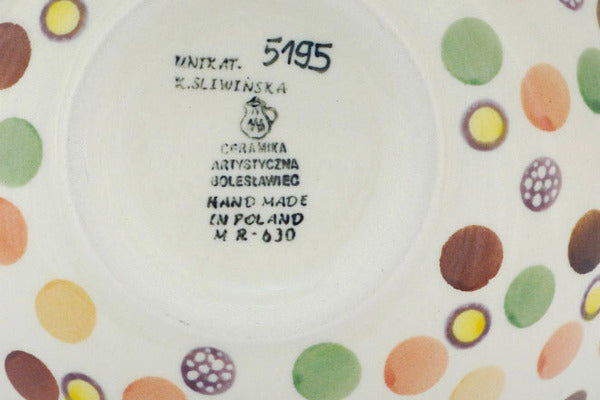 UNIKAT. 5195
K. SLIWIŃSKA
CERAMIKA
ARTYSTYCZNA
BOLESŁAWIEC
HAND MADE
IN POLAND
M R - 630